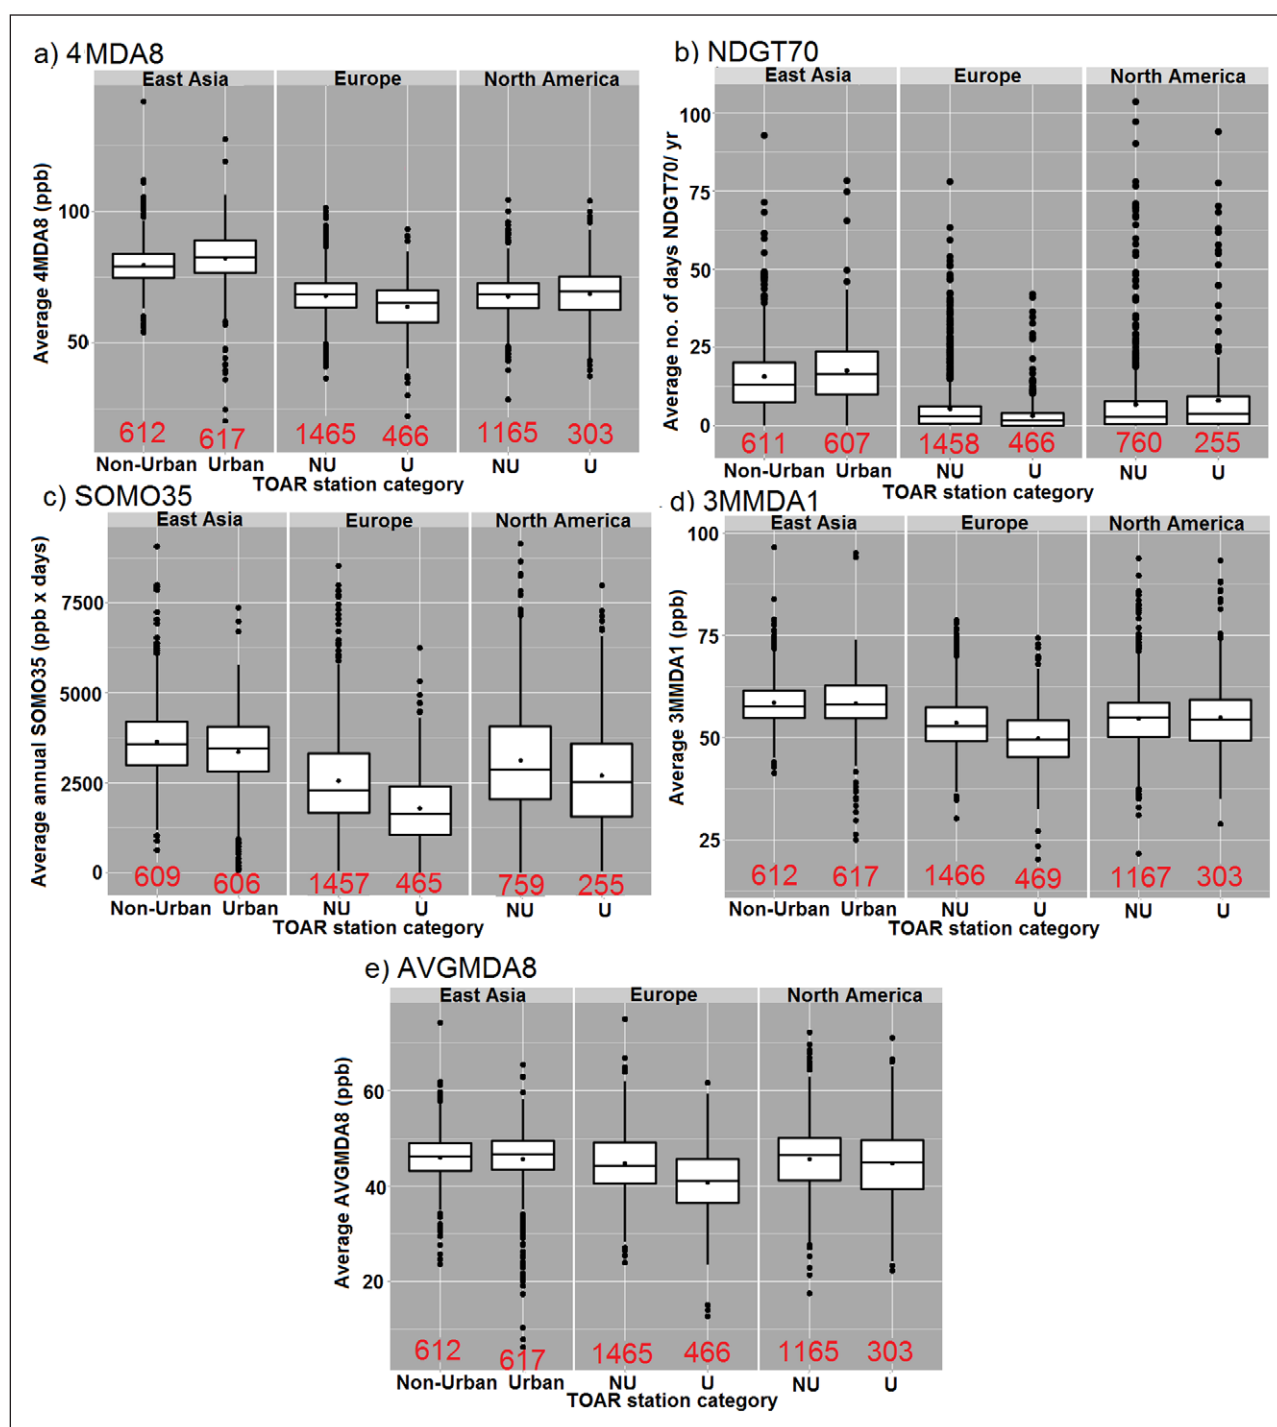 a) 4MDA8
East Asia Europe North America
Average 4MDA8 (ppb)
100
50
612 617 1465 466 1165 303
Non-Urban Urban NU U NU U
TOAR station category
b) NDGT70
East Asia Europe North America
Average no. of days NDGT70/ yr
100
75
50
25
0
611 607 1458 466 760 255
Non-Urban Urban NU U NU U
TOAR station category
c) SOMO35
East Asia Europe North America
Average annual SOMO35 (ppb x days)
7500
5000
2500
0
609 606 1457 465 759 255
Non-Urban Urban NU U NU U
TOAR station category
d) 3MMDA1
East Asia Europe North America
Average 3MMDA1 (ppb)
100
75
50
25
612 617 1466 469 1167 303
Non-Urban Urban NU U NU U
TOAR station category
e) AVGMDA8
East Asia Europe North America
Average AVGMDA8 (ppb)
60
40
20
612 617 1465 466 1165 303
Non-Urban Urban NU U NU U
TOAR station category